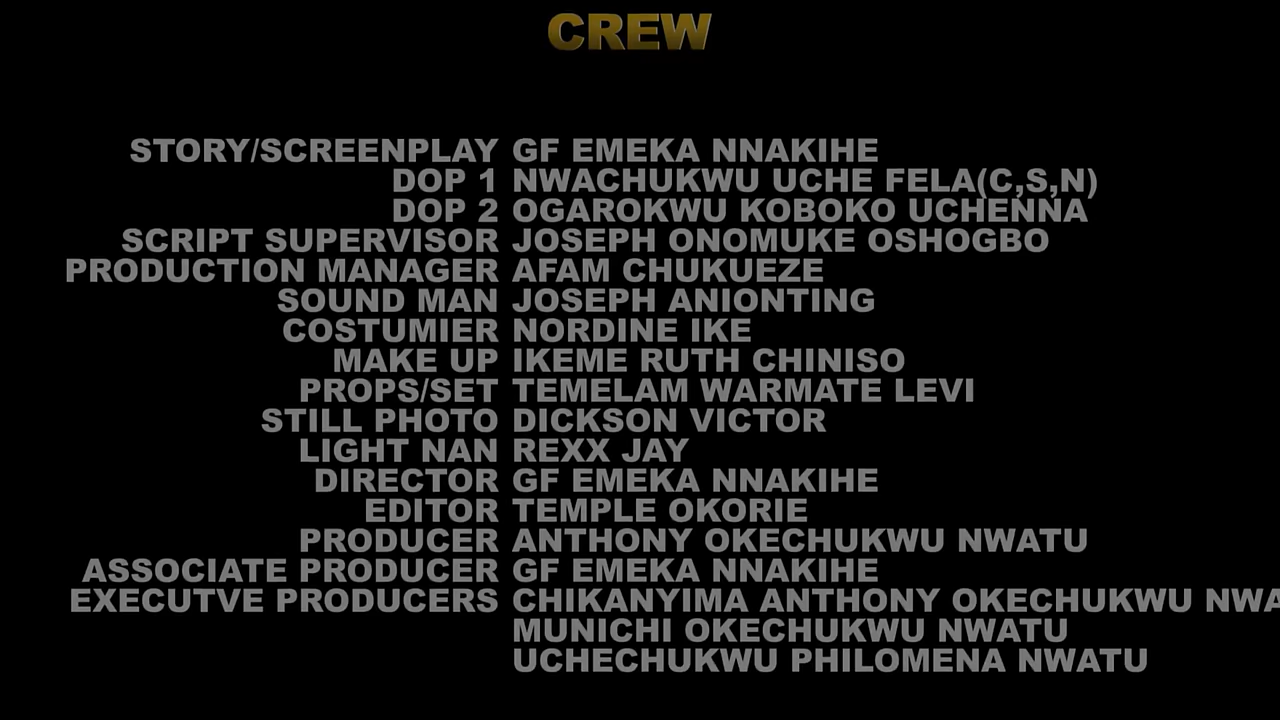 CREW
STORY/SCREENPLAY GF EMEKA NNAKIHE
DOP 1 NWACHUKWU UCHE FELA(C,S,N)
DOP 2 OGAROKWU KOBOKO UCHENNA
SCRIPT SUPERVISOR JOSEPH ONOMUKE OSHOGBO
PRODUCTION MANAGER AFAM CHUKUEZE
SOUND MAN JOSEPH ANIONTING
COSTUMIER NORDINE IKE
MAKE UP IKEME RUTH CHINISO
PROPS/SET TEMELAM WARMATE LEVI
STILL PHOTO DICKSON VICTOR
LIGHT NAN REXX JAY
DIRECTOR GF EMEKA NNAKIHE
EDITOR TEMPLE OKORIE
PRODUCER ANTHONY OKECHUKWU NWATU
ASSOCIATE PRODUCER GF EMEKA NNAKIHE
EXECUTVE PRODUCERS CHIKANYIMA ANTHONY OKECHUKWU
MUNICHI OKECHUKWU NWATU
UCHECHUKWU PHILOMENA NWATU